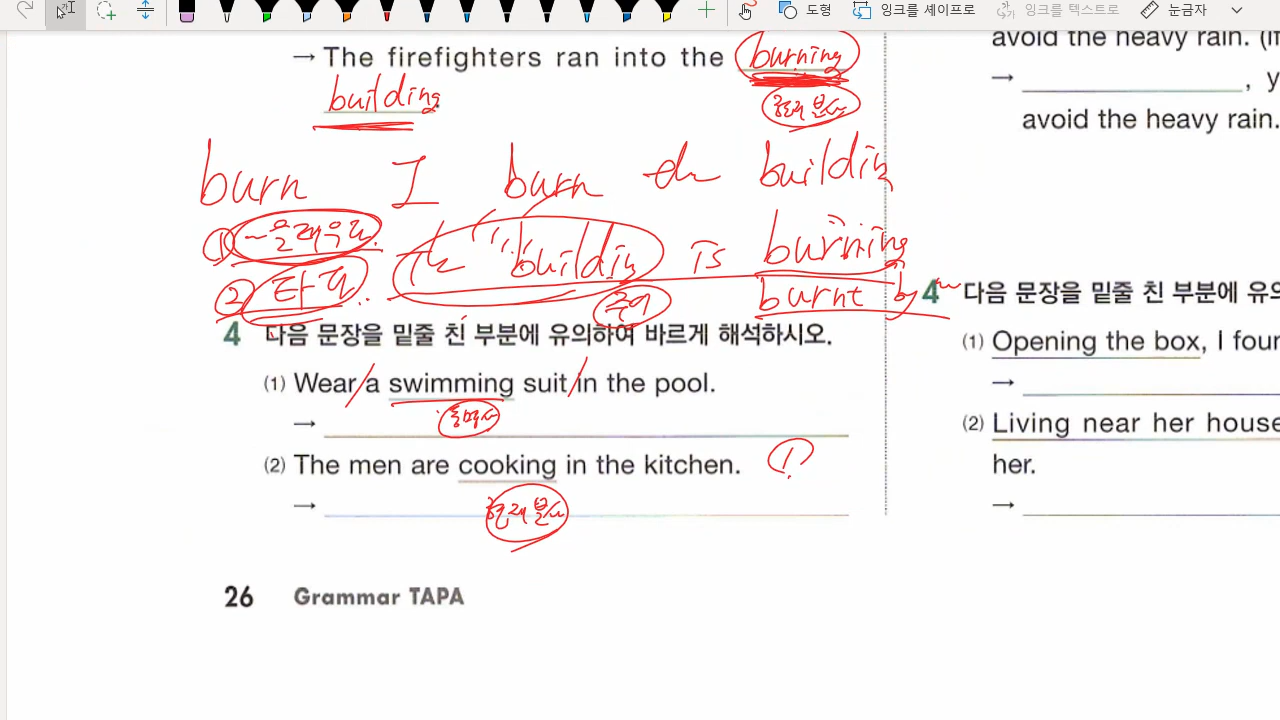 도형 잉크를 셰이프로 잉크를 텍스트로 눈금자
→ The firefighters ran into the burning
building
현재분사
burn I burn the buildin
① ~을 태우다. the building is burning
② 타다. 주어 burnt by ~
4 다음 문장을 밑줄 친 부분에 유의하여 바르게 해석하시오.
(1) Wear/a swimming suit/in the pool.
동명사
→
(2) The men are cooking in the kitchen.
→ 현재분사
26 Grammar TAPA
avoid the heavy rain. (If
→ , y
avoid the heavy rain.
4 다음 문장을 밑줄 친 부분에 유의
(1) Opening the box, I foun
→
(2) Living near her house
her.
→